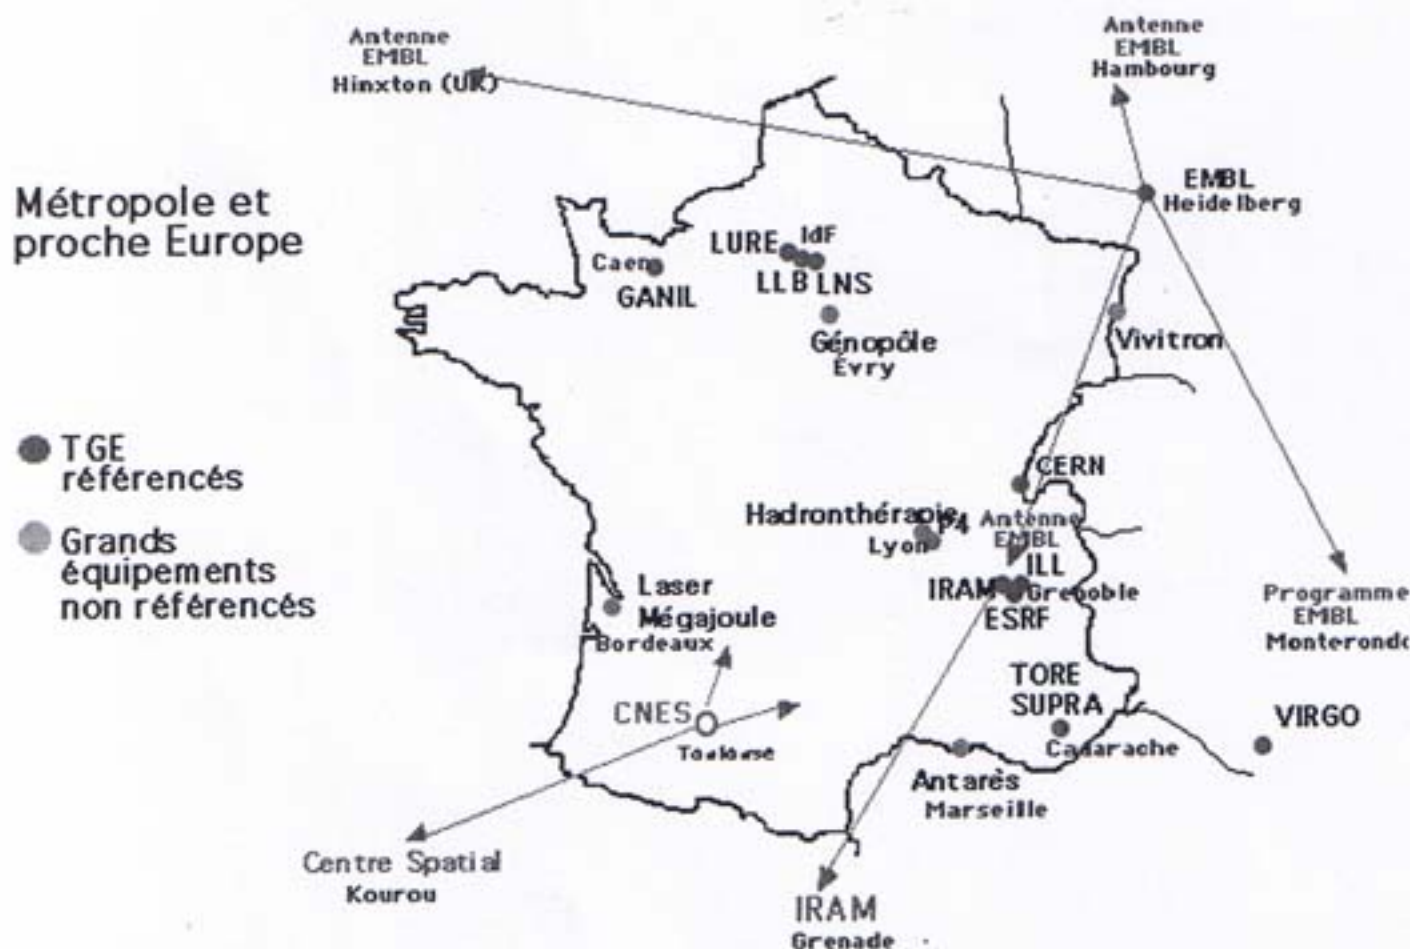 Antenne
EMBL
Hinxton (UK)
Antenne
EMBL
Hambourg
EMBL
Heidelberg
Métropole et
proche Europe
LURE
IdF
Caen
GANIL
LLB
LNS
Génopôle
Évry
Vivitron
TGE
référencés
Grands
équipements
non référencés
CERN
Hadronthérapie
P4
Lyon
Antenne
EMBL
ILL
IRAM
Grenoble
ESRF
Laser
Mégajoule
Bordeaux
Programme
EMBL
TORE
SUPRA
Cadarache
VIRGO
CNES
Toulouse
Antarès
Marseille
Centre Spatial
Kourou
IRAM
Grenade